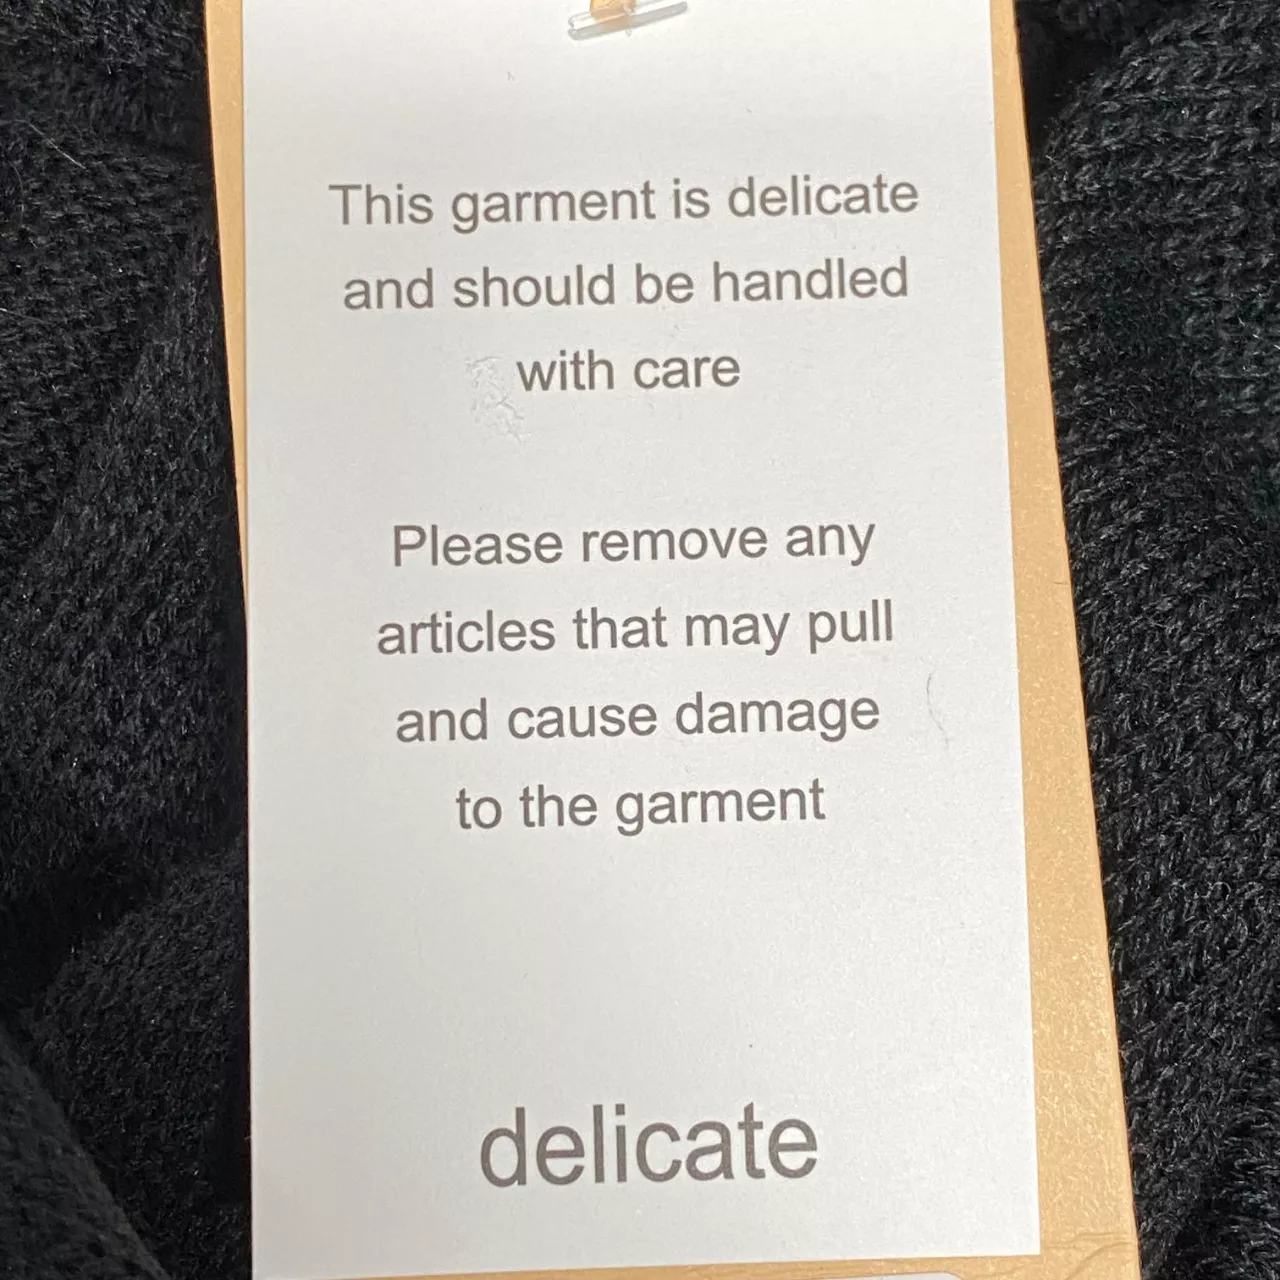 This garment is delicate
and should be handled
with care
Please remove any
articles that may pull
and cause damage
to the garment
delicate